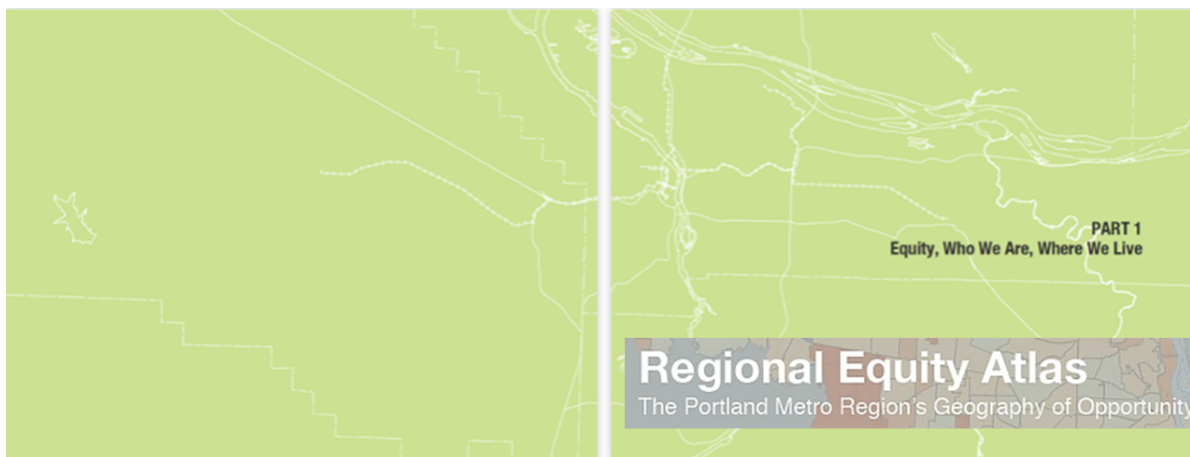 PART 1
Equity, Who We Are, Where We Live
Regional Equity Atlas
The Portland Metro Region's Geography of Opportunity